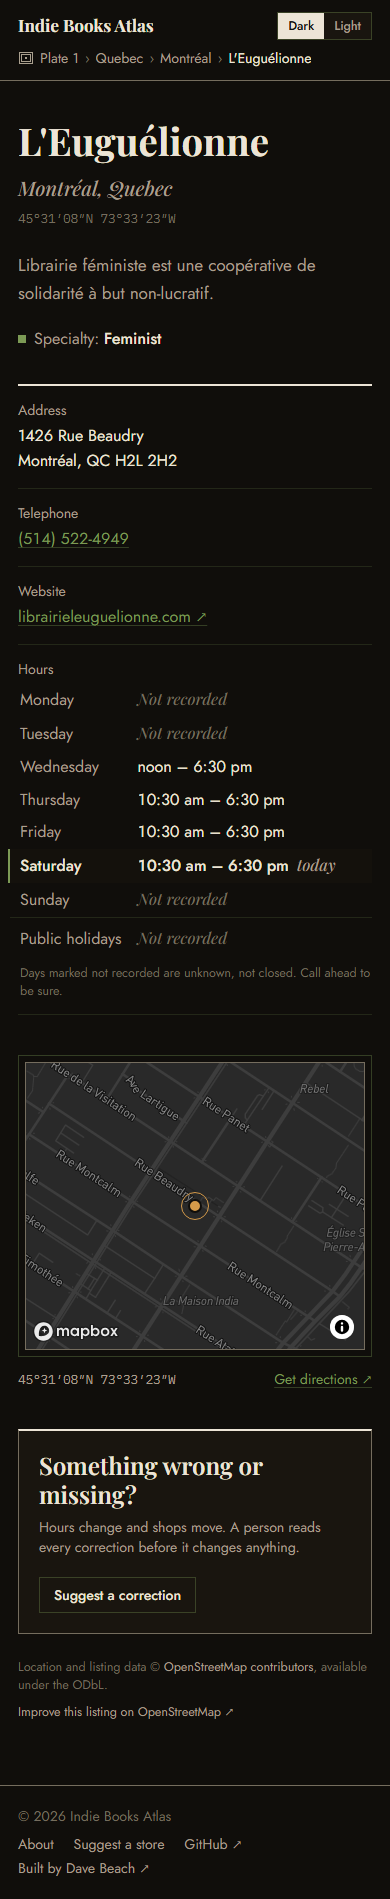 Indie Books Atlas
Dark Light
Plate 1 › Quebec › Montréal › L'Euguélionne
L'Euguélionne
Montréal, Quebec
45°31′08″N 73°33′23″W
Librairie féministe est une coopérative de
solidarité à but non-lucratif.
Specialty: Feminist
Address
1426 Rue Beaudry
Montréal, QC H2L 2H2
Telephone
(514) 522-4949
Website
librairieleuguelionne.com ↗
Hours
Monday Not recorded
Tuesday Not recorded
Wednesday noon – 6:30 pm
Thursday 10:30 am – 6:30 pm
Friday 10:30 am – 6:30 pm
Saturday 10:30 am – 6:30 pm today
Sunday Not recorded
Public holidays Not recorded
Days marked not recorded are unknown, not closed. Call ahead to
be sure.
Rue de la Visitation
Ave Lartigue
Rue Panet
Rebel
Rue Montcalm
Rue Beaudry
Église S
Pierre-A
imothée
La Maison India
Rue Montcalm
mapbox
45°31′08″N 73°33′23″W
Get directions ↗
Something wrong or
missing?
Hours change and shops move. A person reads
every correction before it changes anything.
Suggest a correction
Location and listing data © OpenStreetMap contributors, available
under the ODbL.
Improve this listing on OpenStreetMap ↗
© 2026 Indie Books Atlas
About Suggest a store GitHub ↗
Built by Dave Beach ↗